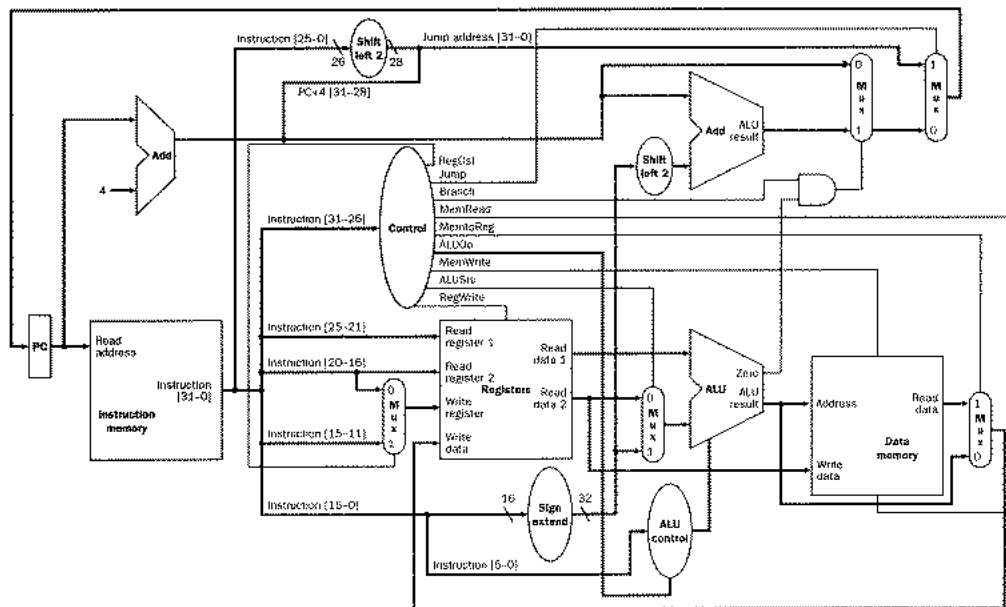 Instruction [25–0]
26
Shift
left 2
28
Jump address [31–0]
PC+4 [31–28]
Add
4
0
M
u
x
1
1
M
u
x
0
Add
ALU
result
Shift
left 2
Instruction [31–26]
Control
RegDst
Jump
Branch
MemRead
MemtoReg
ALUOp
MemWrite
ALUSrc
RegWrite
PC
Read
address
Instruction
[31–0]
Instruction
memory
Instruction [25–21]
Instruction [20–16]
Instruction [15–11]
0
M
u
x
Read
register 1
Read
register 2
Write
register
Write
data
Registers
Read
data 1
Read
data 2
0
M
u
x
1
ALU
Zero
ALU
result
Address
Write
data
Read
data
Data
memory
1
M
u
x
0
Instruction [15–0]
16
Sign
extend
32
ALU
control
Instruction [5–0]